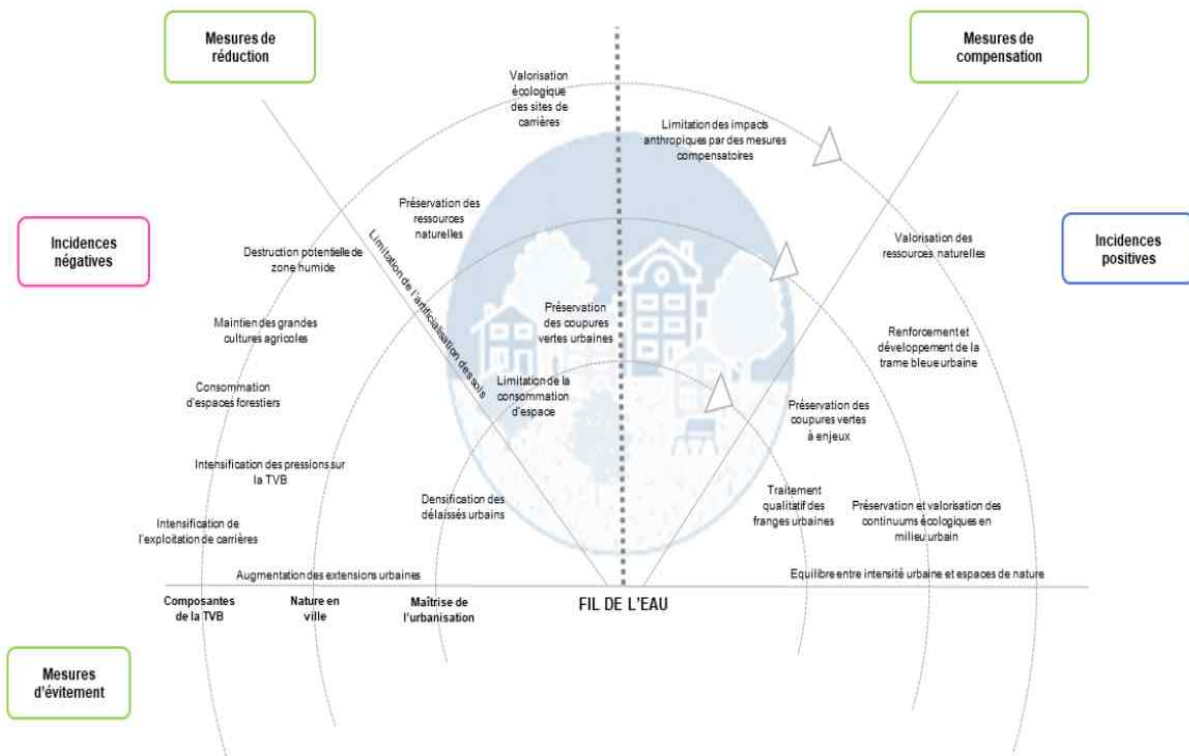 Mesures de
réduction
Mesures de
compensation
Valorisation
écologique
des sites de
carrières
Limitation des impacts
anthropiques par des mesures
compensatoires
Préservation des
ressources
naturelles
Incidences
négatives
Destruction potentielle de
zone humide
Limitation de l'artificialisation des sols
Valorisation des
ressources naturelles
Incidences
positives
Maintien des grandes
cultures agricoles
Préservation
des coupures
vertes urbaines
Renforcement et
développement de la
trame bleue urbaine
Consommation
d'espaces forestiers
Limitation de la
consommation
d'espace
Préservation des
coupures vertes
à enjeux
Intensification des pressions sur
la TVB
Densification des
délaissés urbains
Traitement
qualitatif des
franges urbaines
Préservation et valorisation des
continuums écologiques en
milieu urbain
Intensification de
l'exploitation de carrières
Augmentation des extensions urbaines
Equilibre entre intensité urbaine et espaces de nature
Composantes
de la TVB
Nature en
ville
Maîtrise de
l'urbanisation
FIL DE L'EAU
Mesures
d'évitement